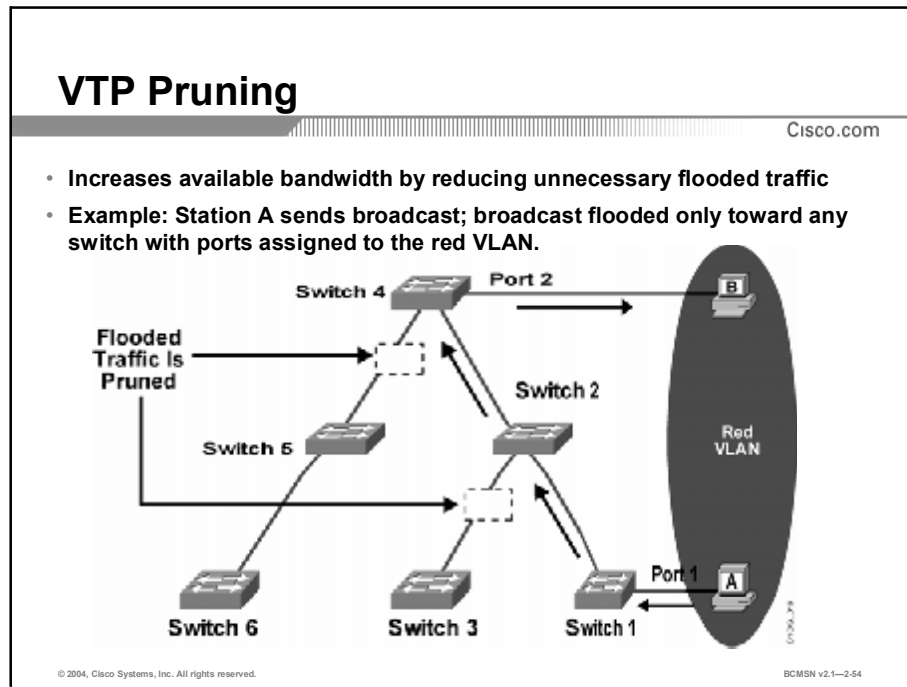 VTP Pruning
Cisco.com
• Increases available bandwidth by reducing unnecessary flooded traffic
• Example: Station A sends broadcast; broadcast flooded only toward any
switch with ports assigned to the red VLAN.
Switch 4
Port 2
B
Flooded
Traffic Is
Pruned
Switch 2
Switch 5
Red
VLAN
Port 1
A
Switch 6
Switch 3
Switch 1
© 2004, Cisco Systems, Inc. All rights reserved.
BCMSN v2.1—2-54